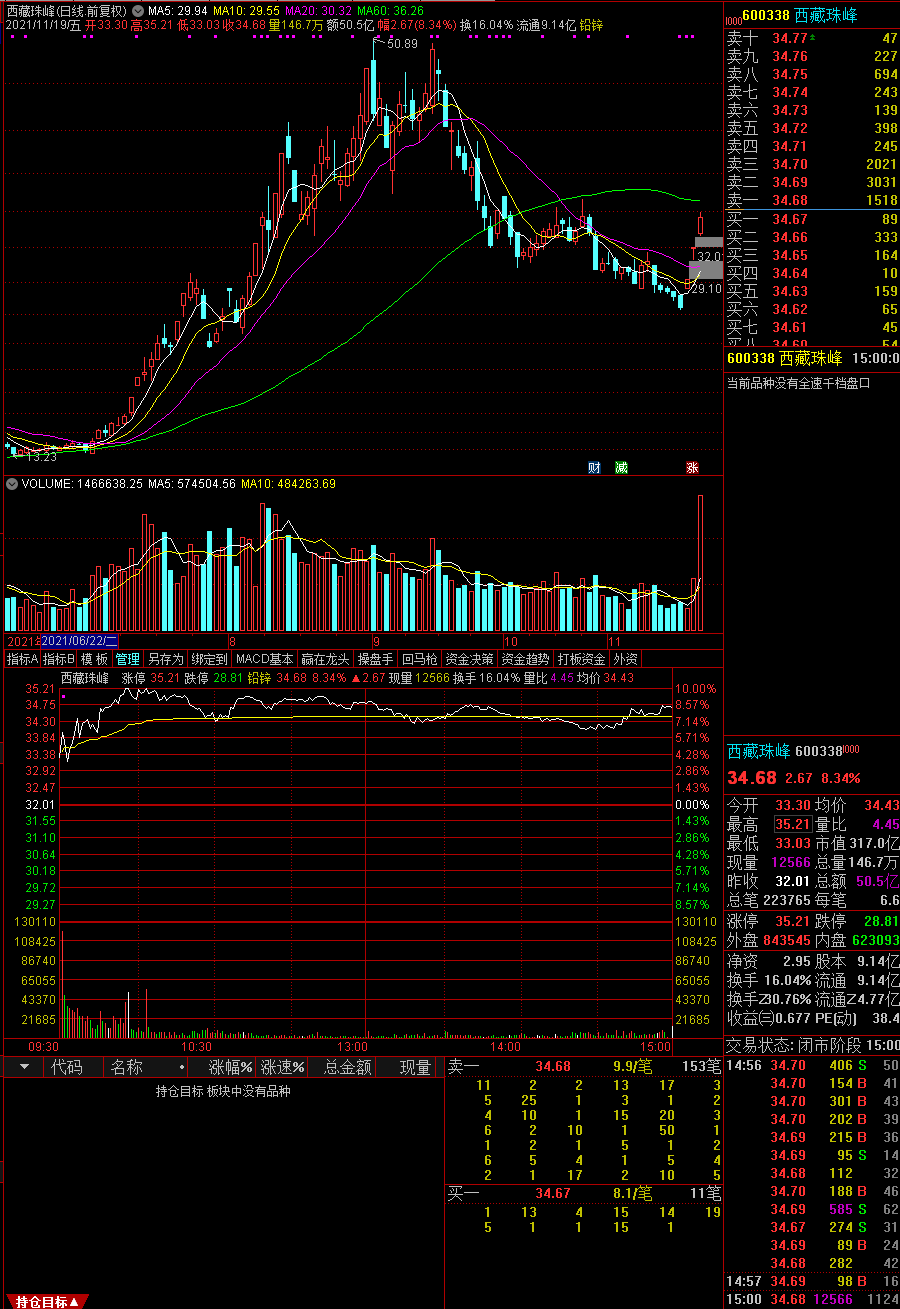 西藏珠峰(日线.前复权) MA5: 29.94 MA10: 29.55 MA20: 30.32 MA60: 36.26
2021/11/19/五 开33.30 高35.21 低33.03 收34.68 量146.7万 额50.5亿 幅2.67(8.34%) 换16.04% 流通9.14亿 铅锌
50.89
32.0
29.10
13.23
财 减 涨
VOLUME: 1466638.25 MA5: 574504.56 MA10: 484263.69
2021 2021/06/22/二 8 9 10 11
指标A 指标B 模 板 管理 另存为 绑定到 MACD基本 赢在龙头 操盘手 回马枪 资金决策 资金趋势 打板资金 外资
西藏珠峰 涨停 35.21 跌停 28.81 铅锌 34.68 8.34% ▲2.67 现量12566 换手16.04% 量比4.45 均价34.43
35.21 10.00%
34.75 8.57%
34.30 7.14%
33.84 5.71%
33.38 4.28%
32.92 2.86%
32.47 1.43%
32.01 0.00%
31.55 1.43%
31.10 2.86%
30.64 4.28%
30.18 5.71%
29.72 7.14%
29.27 8.57%
130110 130110
108425 108425
86740 86740
65055 65055
43370 43370
21685 21685
09:30 10:30 13:00 14:00 15:00
代码 名称 涨幅% 涨速% 总金额 现量
持仓目标 板块中没有品种
持仓目标▲
卖一 34.68 9.9/笔 153笔
11 2 2 13 17 3
5 25 1 3 1 2
4 10 1 15 20 3
6 2 10 1 50 1
1 2 1 5 1 2
6 5 4 1 5 4
2 1 17 2 10 5
买一 34.67 8.1/笔 11笔
1 13 4 15 14 19
5 1 1 15 1
600338 西藏珠峰
卖十 34.77 47
卖九 34.76 227
卖八 34.75 694
卖七 34.74 243
卖六 34.73 139
卖五 34.72 398
卖四 34.71 245
卖三 34.70 2021
卖二 34.69 3031
卖一 34.68 1518
买一 34.67 89
买二 34.66 333
买三 34.65 164
买四 34.64 10
买五 34.63 159
买六 34.62 65
买七 34.61 45
买八 34.60 54
600338 西藏珠峰 15:00:0
当前品种没有全速千档盘口
西藏珠峰 600338
34.68 2.67 8.34%
今开 33.30 均价 34.43
最高 35.21 量比 4.45
最低 33.03 市值 317.0亿
现量 12566 总量 146.7万
昨收 32.01 总额 50.5亿
总笔 223765 每笔 6.6
涨停 35.21 跌停 28.81
外盘 843545 内盘 623093
净资 2.95 股本 9.14亿
换手 16.04% 流通 9.14亿
换手Z 30.76% 流通Z 4.77亿
收益㈢ 0.677 PE(动) 38.4
交易状态: 闭市阶段 15:00
14:56 34.70 406 S 50
34.70 154 B 41
34.70 301 B 43
34.70 202 B 39
34.69 215 B 36
34.69 95 S 14
34.68 112 32
34.70 188 B 46
34.69 585 S 62
34.67 274 S 31
34.69 89 B 24
34.68 282 42
14:57 34.69 98 B 16
15:00 34.68 12566 1124